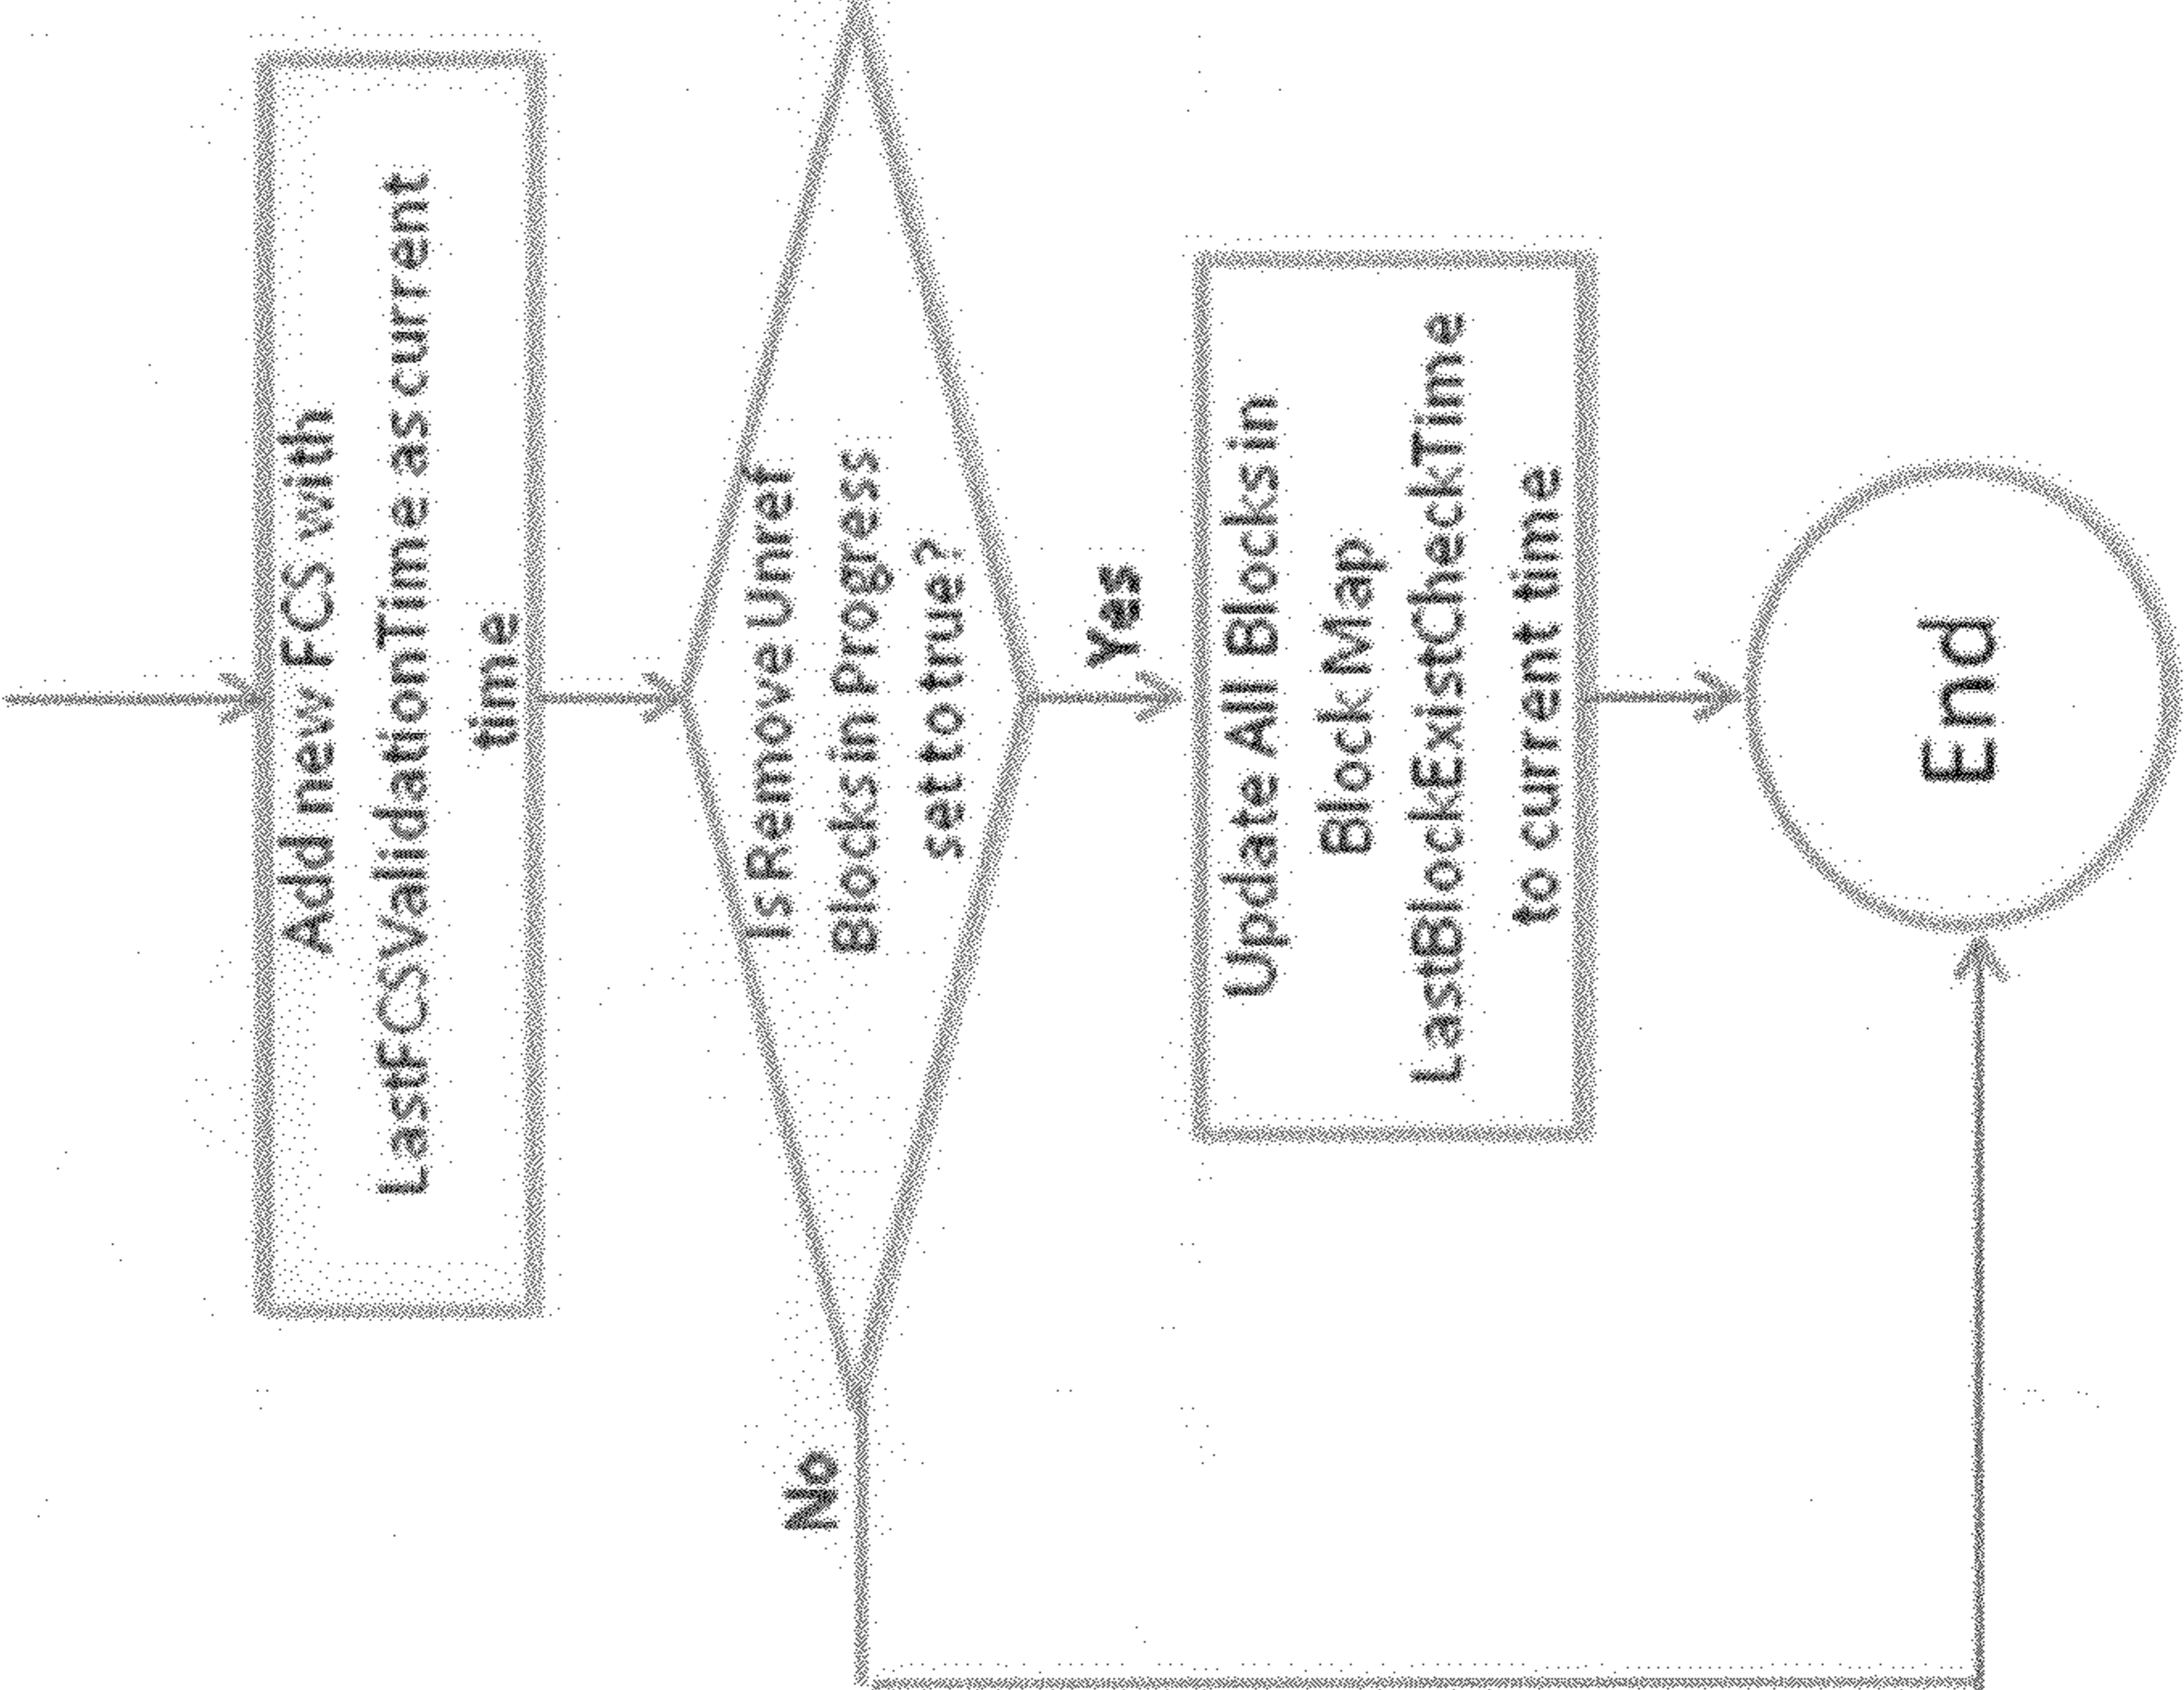 Add new FCS with
LastFCSValidationTime as current
time
Is Remove Unref
Blocks in Progress
set to true?
Yes
No
Update All Blocks in
Block Map
LastBlockExistCheckTime
to current time
End